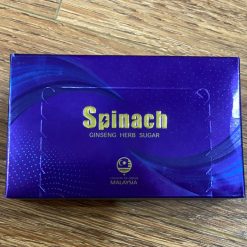 Spinach
GINSENG HERB SUGAR
MALAYSIA